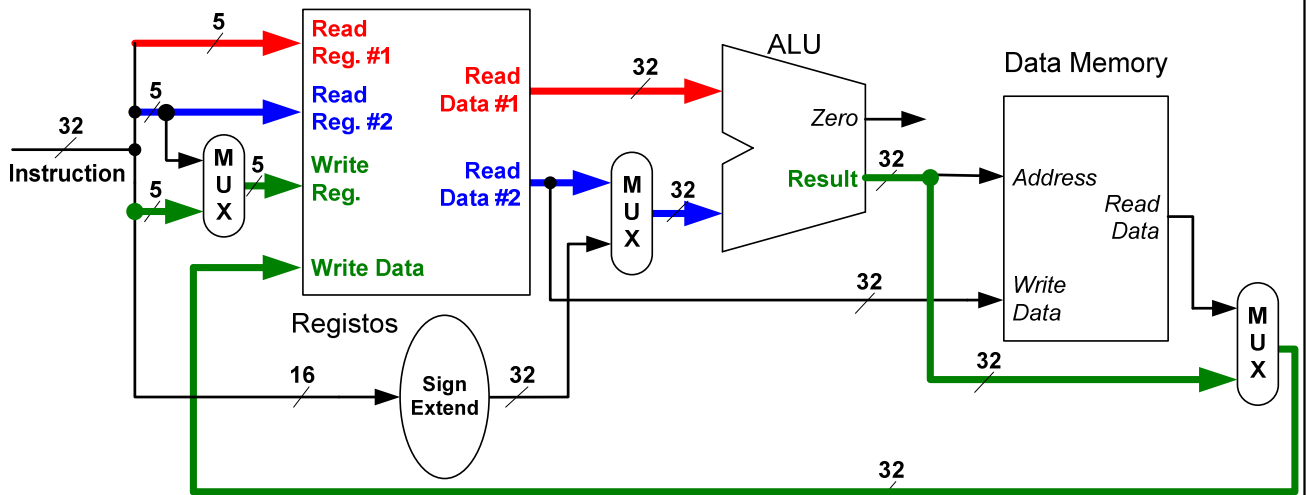 32
Instruction
5
5
5
M
U
X
5
Read
Reg. #1
Read
Reg. #2
Write
Reg.
Write Data
Read
Data #1
Read
Data #2
Registos
16
Sign
Extend
32
32
M
U
X
32
ALU
Zero
Result
32
32
Data Memory
Address
Read
Data
Write
Data
32
M
U
X
32